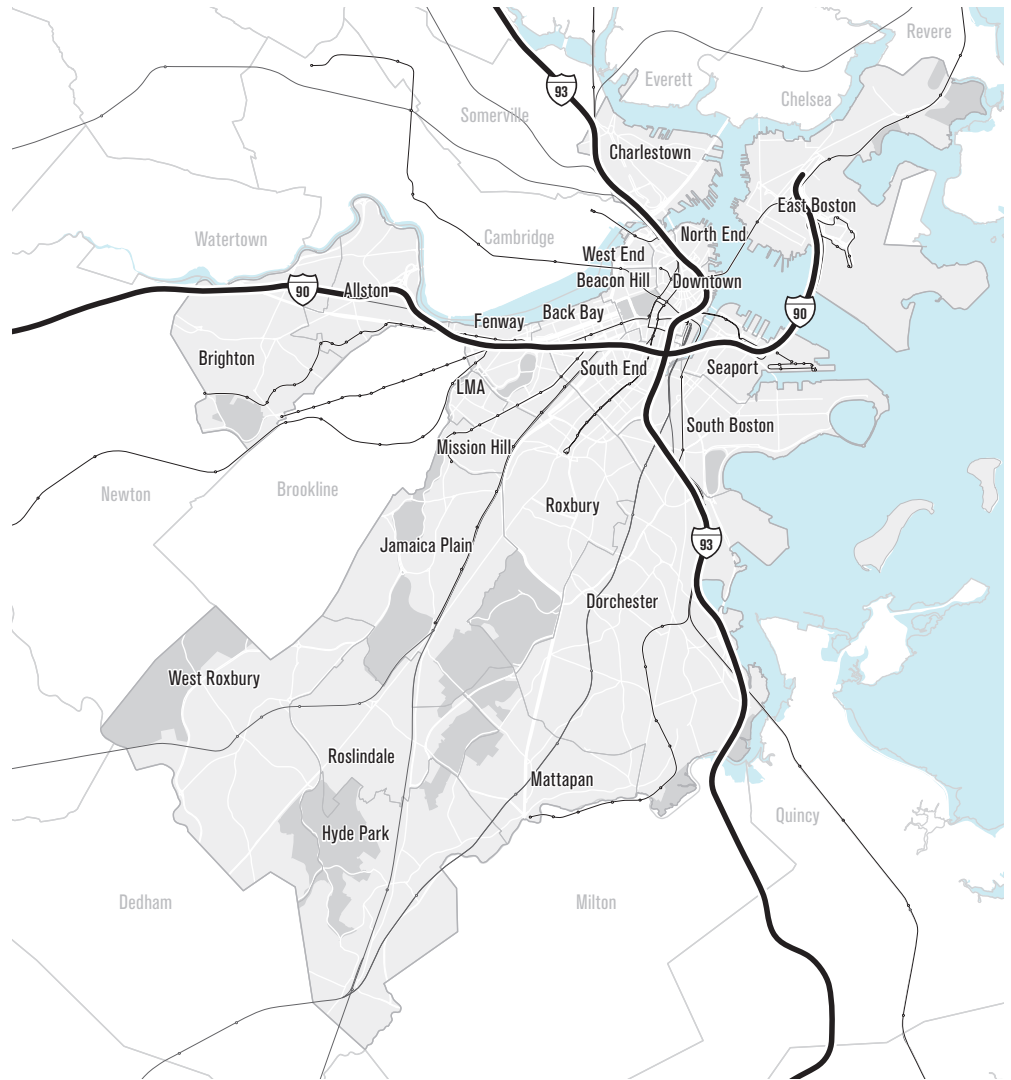 Revere
Everett
93
Chelsea
Somerville
Charlestown
East Boston
North End
Watertown
Cambridge
West End
Beacon Hill
Downtown
90
Allston
90
Back Bay
Fenway
Brighton
South End
Seaport
LMA
South Boston
Mission Hill
Newton
Brookline
Roxbury
Jamaica Plain
93
Dorchester
West Roxbury
Roslindale
Mattapan
Quincy
Hyde Park
Dedham
Milton